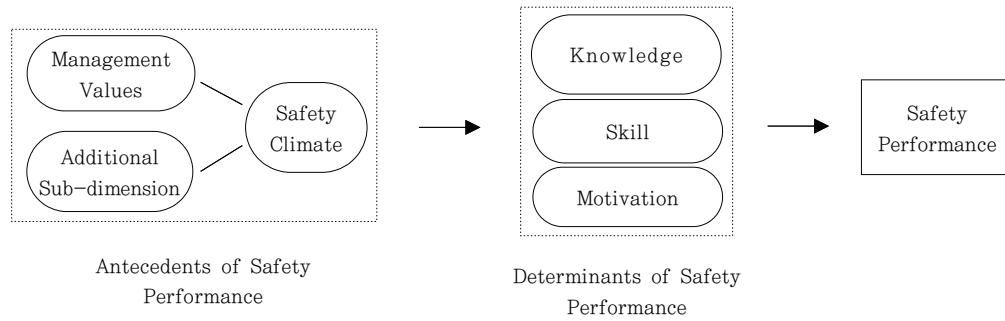 Management
Values
Additional
Sub-dimension
Safety
Climate
Knowledge
Skill
Motivation
Safety
Performance
Antecedents of Safety
Performance
Determinants of Safety
Performance